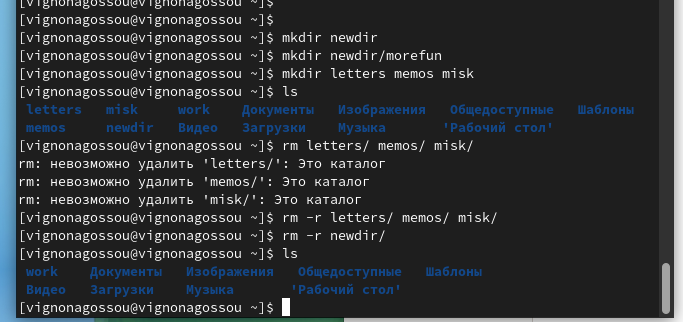 [vignonagossou@vignonagossou ~]$
[vignonagossou@vignonagossou ~]$
[vignonagossou@vignonagossou ~]$ mkdir newdir
[vignonagossou@vignonagossou ~]$ mkdir newdir/morefun
[vignonagossou@vignonagossou ~]$ mkdir letters memos misk
[vignonagossou@vignonagossou ~]$ ls
letters misk work Документы Изображения Общедоступные Шаблоны
memos newdir Видео Загрузки Музыка 'Рабочий стол'
[vignonagossou@vignonagossou ~]$ rm letters/ memos/ misk/
rm: невозможно удалить 'letters/': Это каталог
rm: невозможно удалить 'memos/': Это каталог
rm: невозможно удалить 'misk/': Это каталог
[vignonagossou@vignonagossou ~]$ rm -r letters/ memos/ misk/
[vignonagossou@vignonagossou ~]$ rm -r newdir/
[vignonagossou@vignonagossou ~]$ ls
work Документы Изображения Общедоступные Шаблоны
Видео Загрузки Музыка 'Рабочий стол'
[vignonagossou@vignonagossou ~]$